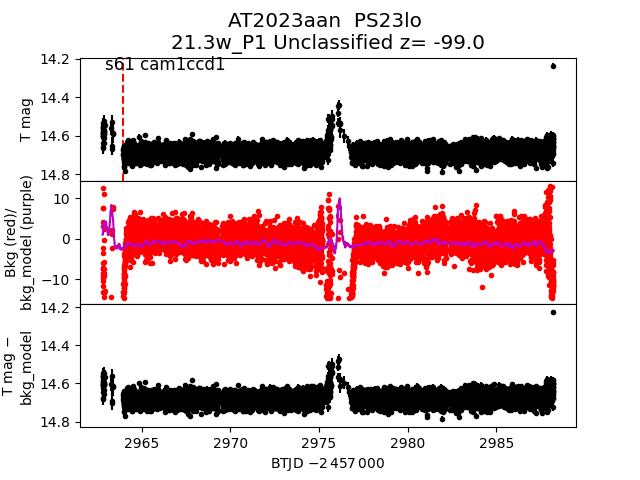 AT2023aan  PS23lo
21.3w_P1 Unclassified z= -99.0
s61 cam1ccd1
14.2
14.4
14.6
14.8
T mag
10
0
−10
Bkg (red)/
bkg_model (purple)
14.2
14.4
14.6
14.8
T mag −
bkg_model
2965
2970
2975
2980
2985
BTJD −2 457 000